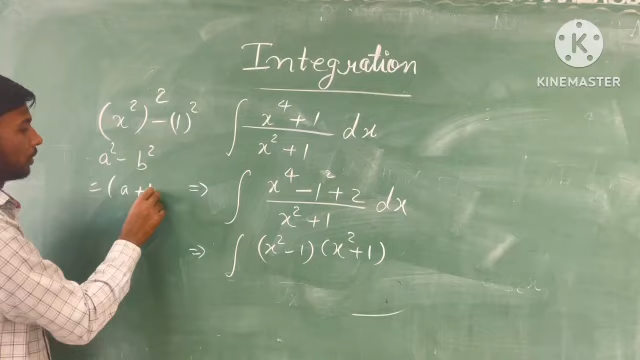 Integration
(x²)² - (1)²
a² - b²
= (a +
∫ x⁴ + 1 / x² + 1 dx
⇒ ∫ x⁴ - 1² + 2 / x² + 1 dx
⇒ ∫ (x² - 1) (x² + 1)
KINEMASTER